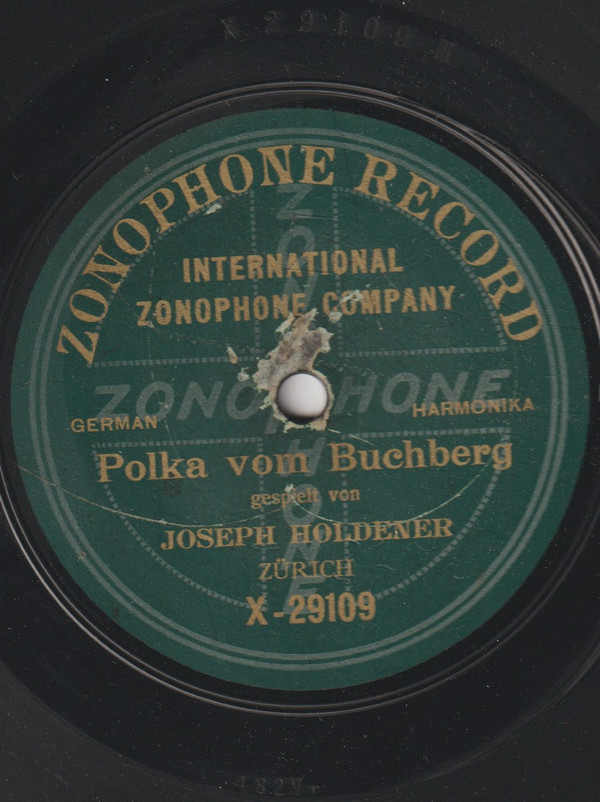 X 29109 H
ZONOPHONE RECORD
INTERNATIONAL
ZONOPHONE COMPANY
ZONOPHONE
ZONOPHONE
GERMAN
HARMONIKA
Polka vom Buchberg
gespielt von
JOSEPH HOLDENER
ZÜRICH
X-29109